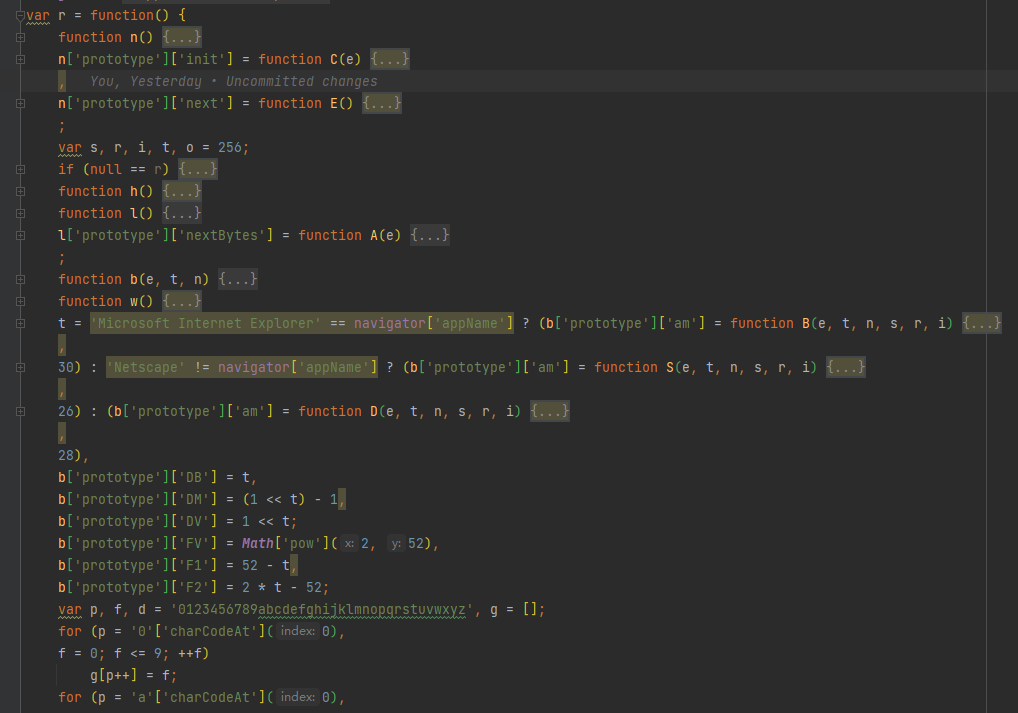 var r = function() {
function n() {...}
n['prototype']['init'] = function C(e) {...}
,   You, Yesterday • Uncommitted changes
n['prototype']['next'] = function E() {...}
;
var s, r, i, t, o = 256;
if (null == r) {...}
function h() {...}
function l() {...}
l['prototype']['nextBytes'] = function A(e) {...}
;
function b(e, t, n) {...}
function w() {...}
t = 'Microsoft Internet Explorer' == navigator['appName'] ? (b['prototype']['am'] = function B(e, t, n, s, r, i) {...}
,
30) : 'Netscape' != navigator['appName'] ? (b['prototype']['am'] = function S(e, t, n, s, r, i) {...}
,
26) : (b['prototype']['am'] = function D(e, t, n, s, r, i) {...}
,
28),
b['prototype']['DB'] = t,
b['prototype']['DM'] = (1 << t) - 1,
b['prototype']['DV'] = 1 << t;
b['prototype']['FV'] = Math['pow']( x: 2, y: 52),
b['prototype']['F1'] = 52 - t,
b['prototype']['F2'] = 2 * t - 52;
var p, f, d = '0123456789abcdefghijklmnopqrstuvwxyz', g = [];
for (p = '0'['charCodeAt']( index: 0),
f = 0; f <= 9; ++f)
g[p++] = f;
for (p = 'a'['charCodeAt']( index: 0),